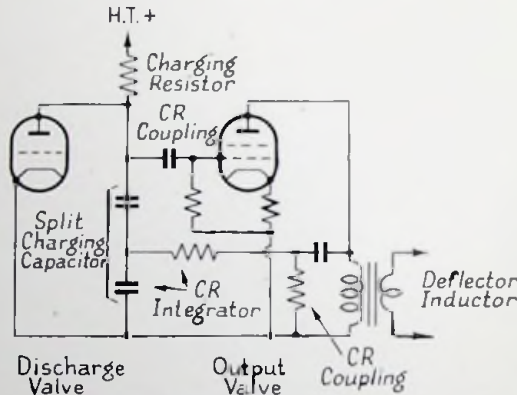 H.T. +
Charging
Resistor
CR
Coupling
Split
Charging
Capacitor
CR
Integrator
Deflector
Inductor
Discharge
Valve
Output
Valve
CR
Coupling